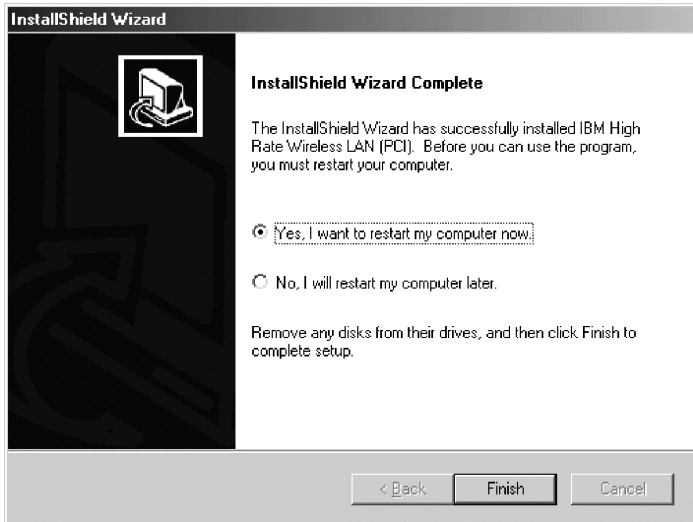 InstallShield Wizard
InstallShield Wizard Complete
The InstallShield Wizard has successfully installed IBM High
Rate Wireless LAN (PCI). Before you can use the program,
you must restart your computer.
Yes, I want to restart my computer now.
No, I will restart my computer later.
Remove any disks from their drives, and then click Finish to
complete setup.
< Back
Finish
Cancel